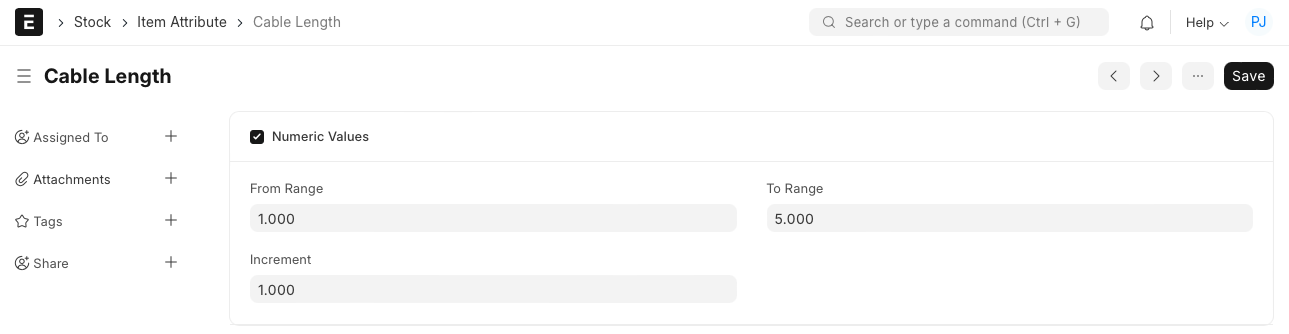 E Stock Item Attribute Cable Length Search or type a command (Ctrl + G) Help PJ
Cable Length ... Save
Assigned To
Attachments
Tags
Share
Numeric Values
From Range To Range
1.000 5.000
Increment
1.000